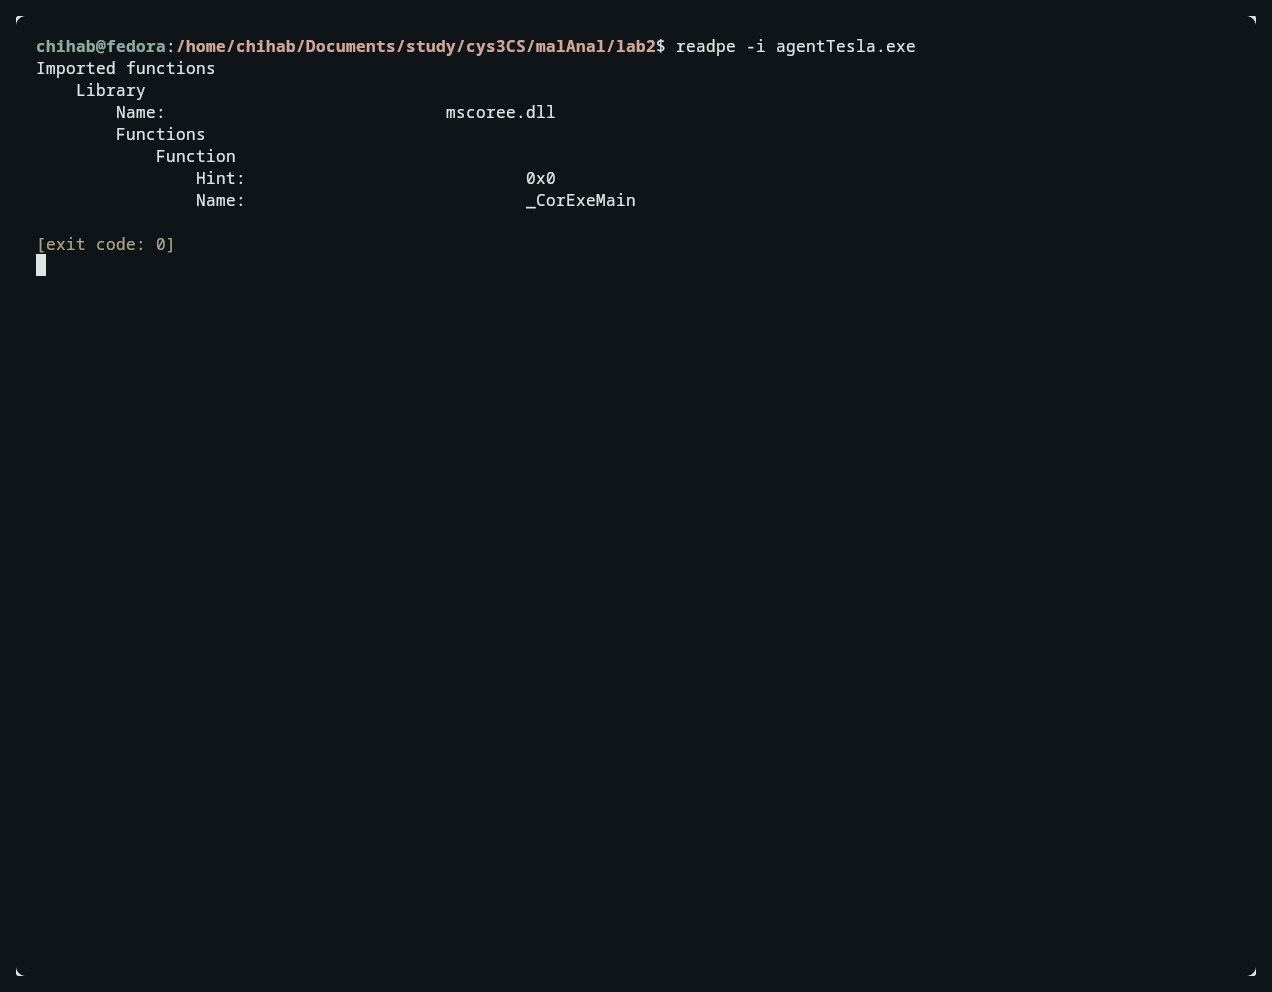 chihab@fedora:/home/chihab/Documents/study/cys3CS/malAnal/lab2$ readpe -i agentTesla.exe
Imported functions
    Library
        Name:                            mscoree.dll
        Functions
            Function
                Hint:                            0x0
                Name:                            _CorExeMain

[exit code: 0]